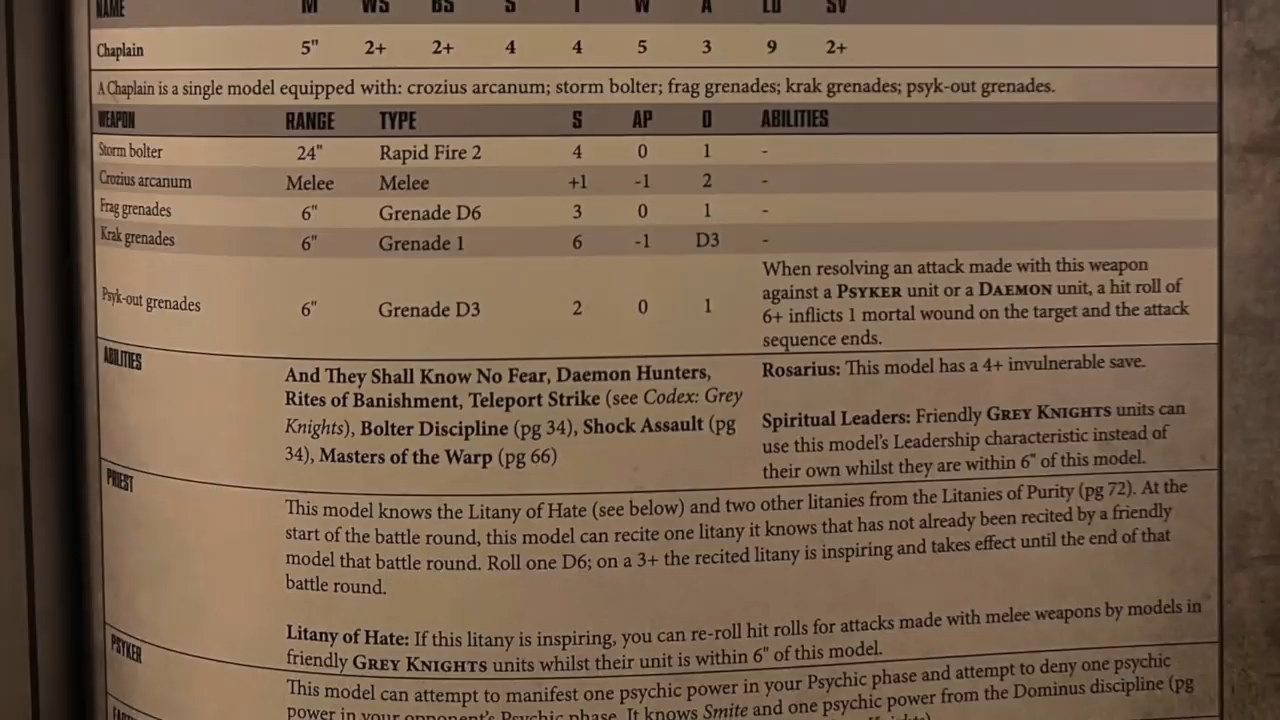 NAME M WS BS S T W A LD SV
Chaplain 5" 2+ 2+ 4 4 5 3 9 2+
A Chaplain is a single model equipped with: crozius arcanum; storm bolter; frag grenades; krak grenades; psyk-out grenades.
WEAPON RANGE TYPE S AP D ABILITIES
Storm bolter 24" Rapid Fire 2 4 0 1 -
Crozius arcanum Melee Melee +1 -1 2 -
Frag grenades 6" Grenade D6 3 0 1 -
Krak grenades 6" Grenade 1 6 -1 D3 -
Psyk-out grenades 6" Grenade D3 2 0 1
When resolving an attack made with this weapon
against a PSYKER unit or a DAEMON unit, a hit roll of
6+ inflicts 1 mortal wound on the target and the attack
sequence ends.
ABILITIES
And They Shall Know No Fear, Daemon Hunters,
Rites of Banishment, Teleport Strike (see Codex: Grey
Knights), Bolter Discipline (pg 34), Shock Assault (pg
34), Masters of the Warp (pg 66)
Rosarius: This model has a 4+ invulnerable save.
Spiritual Leaders: Friendly GREY KNIGHTS units can
use this model's Leadership characteristic instead of
their own whilst they are within 6" of this model.
PRIEST
This model knows the Litany of Hate (see below) and two other litanies from the Litanies of Purity (pg 72). At the
start of the battle round, this model can recite one litany it knows that has not already been recited by a friendly
model that battle round. Roll one D6; on a 3+ the recited litany is inspiring and takes effect until the end of that
battle round.
Litany of Hate: If this litany is inspiring, you can re-roll hit rolls for attacks made with melee weapons by models in
friendly GREY KNIGHTS units whilst their unit is within 6" of this model.
PSYKER
This model can attempt to manifest one psychic power in your Psychic phase and attempt to deny one psychic
power in your opponent's Psychic phase. It knows Smite and one psychic power from the Dominus discipline (pg